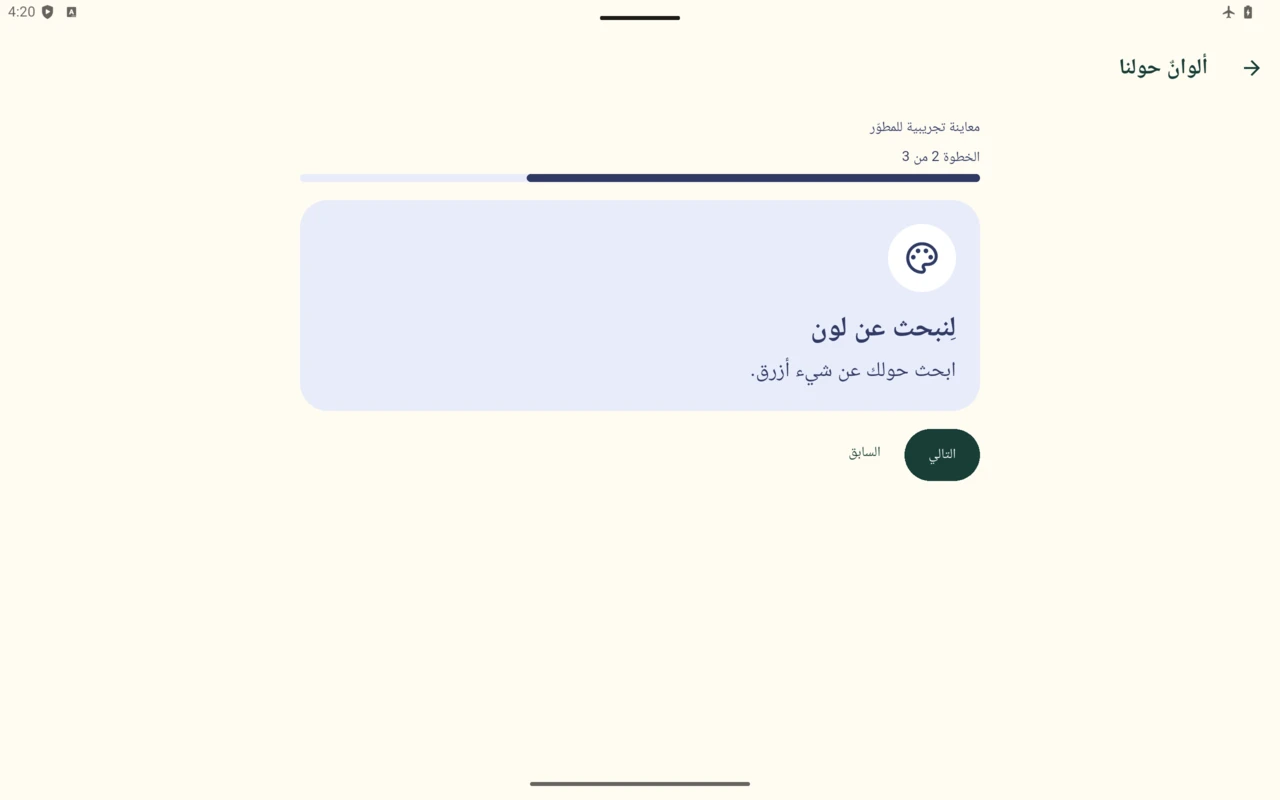 4:20
ألوانٌ حولنا
معاينة تجريبية للمطوّر
الخطوة 2 من 3
لِنبحث عن لون
ابحث حولك عن شيء أزرق.
التالي
السابق